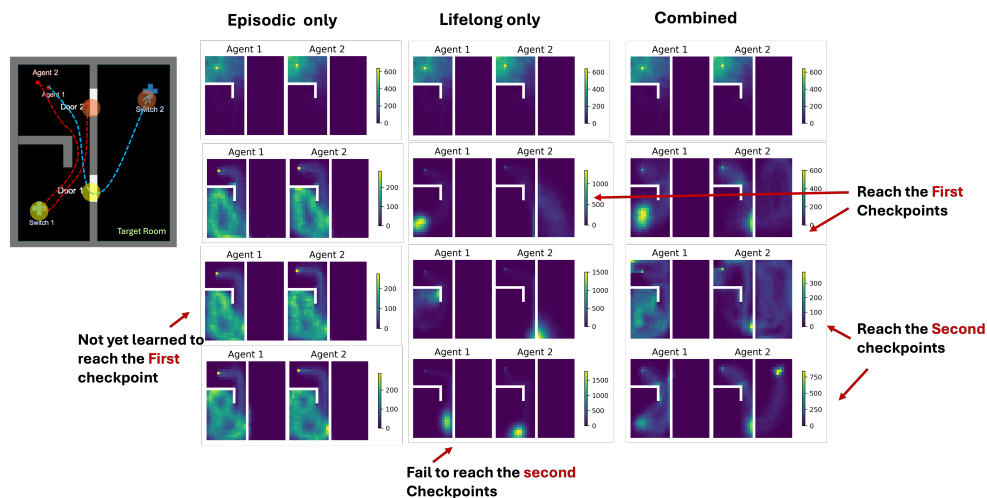 Episodic only
Lifelong only
Combined
Agent 2
Agent 1
Door 2
Switch 2
Door 1
Switch 1
Target Room
Agent 1 Agent 2
600
400
200
0
Agent 1 Agent 2
600
400
200
0
Agent 1 Agent 2
600
400
200
0
Agent 1 Agent 2
200
100
0
Agent 1 Agent 2
1000
500
0
Agent 1 Agent 2
600
400
200
0
Reach the First
Checkpoints
Agent 1 Agent 2
200
100
0
Agent 1 Agent 2
1500
1000
500
0
Agent 1 Agent 2
300
200
100
0
Not yet learned to
reach the First
checkpoint
Reach the Second
checkpoints
Agent 1 Agent 2
200
100
0
Agent 1 Agent 2
1500
1000
500
0
Agent 1 Agent 2
750
500
250
0
Fail to reach the second
Checkpoints